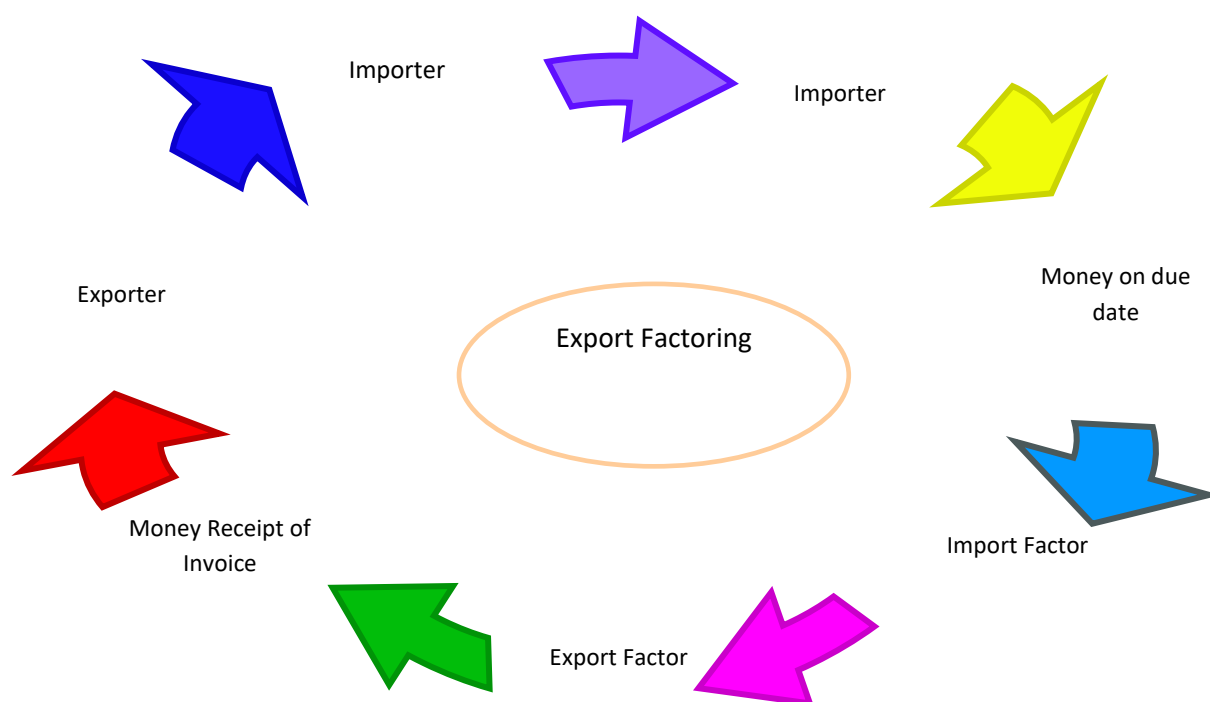 Importer
Importer
Exporter
Money on due
date
Export Factoring
Money Receipt of
Invoice
Import Factor
Export Factor